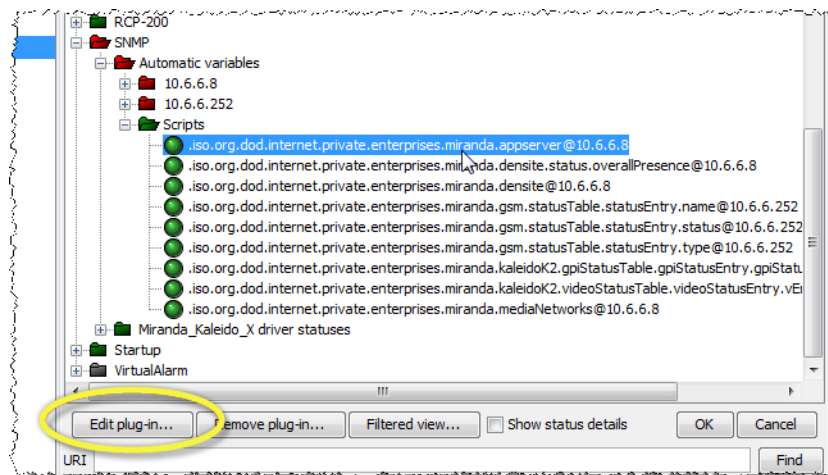 RCP-200
SNMP
Automatic variables
10.6.6.8
10.6.6.252
Scripts
.iso.org.dod.internet.private.enterprises.miranda.appserver@10.6.6.8
.iso.org.dod.internet.private.enterprises.miranda.densite.status.overallPresence@10.6.6.8
.iso.org.dod.internet.private.enterprises.miranda.densite@10.6.6.8
.iso.org.dod.internet.private.enterprises.miranda.gsm.statusTable.statusEntry.name@10.6.6.252
.iso.org.dod.internet.private.enterprises.miranda.gsm.statusTable.statusEntry.status@10.6.6.252
.iso.org.dod.internet.private.enterprises.miranda.gsm.statusTable.statusEntry.type@10.6.6.252
.iso.org.dod.internet.private.enterprises.miranda.kaleidoK2.gpiStatusTable.gpiStatusEntry.gpiStatu
.iso.org.dod.internet.private.enterprises.miranda.kaleidoK2.videoStatusTable.videoStatusEntry.vEr
.iso.org.dod.internet.private.enterprises.miranda.mediaNetworks@10.6.6.8
Miranda_Kaleido_X driver statuses
Startup
VirtualAlarm
Edit plug-in... Remove plug-in... Filtered view... Show status details OK Cancel
URI Find